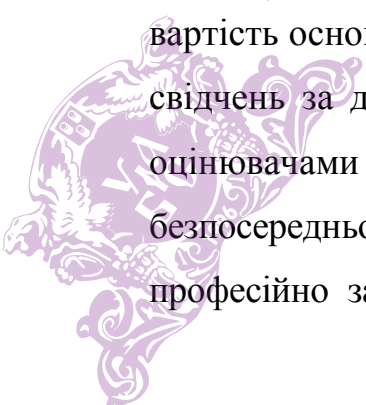 вартість осно
свідчень за д
оцінювачами
безпосередньо
професійно за